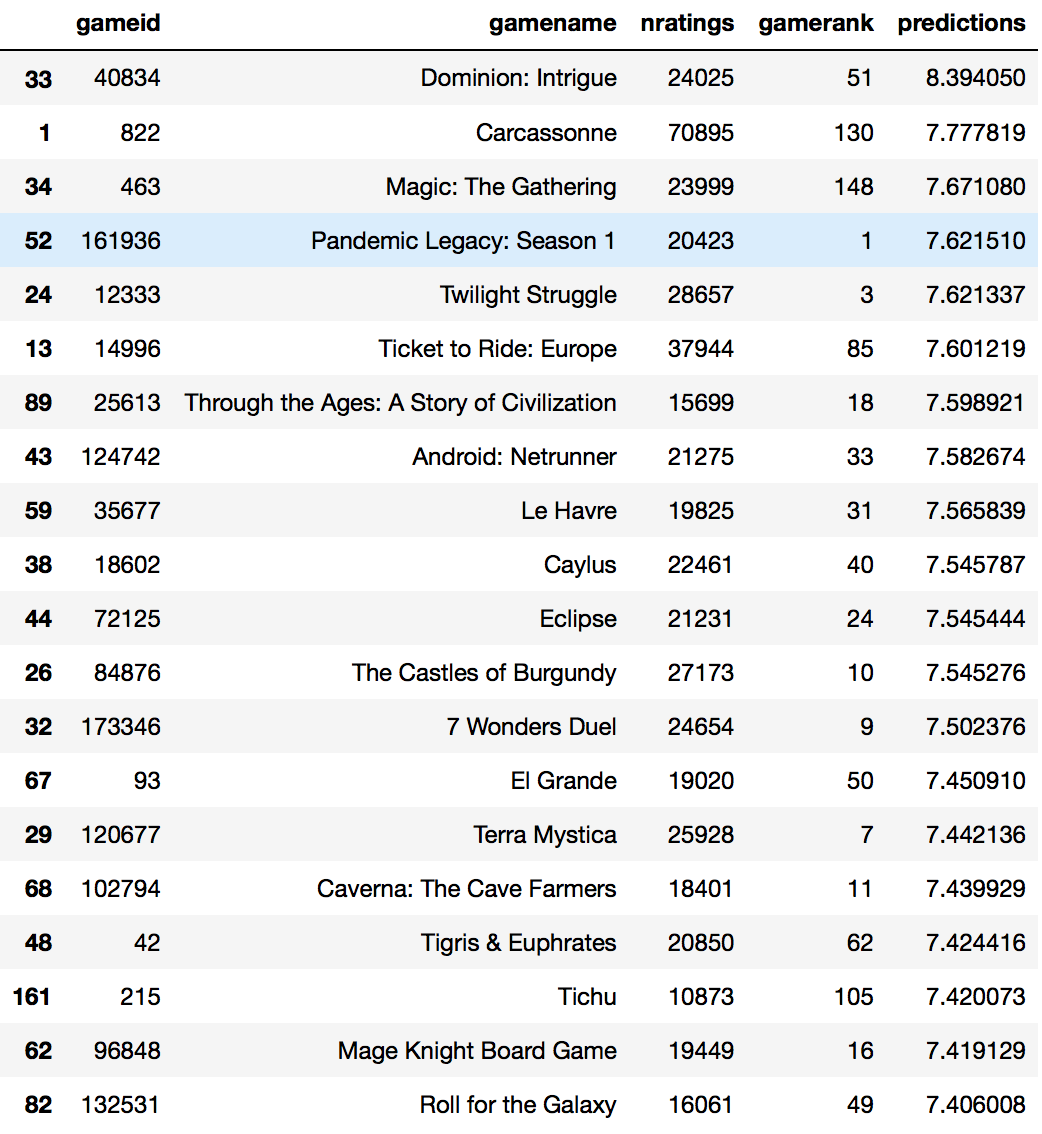 gameid gamename nratings gamerank predictions
33 40834 Dominion: Intrigue 24025 51 8.394050
1 822 Carcassonne 70895 130 7.777819
34 463 Magic: The Gathering 23999 148 7.671080
52 161936 Pandemic Legacy: Season 1 20423 1 7.621510
24 12333 Twilight Struggle 28657 3 7.621337
13 14996 Ticket to Ride: Europe 37944 85 7.601219
89 25613 Through the Ages: A Story of Civilization 15699 18 7.598921
43 124742 Android: Netrunner 21275 33 7.582674
59 35677 Le Havre 19825 31 7.565839
38 18602 Caylus 22461 40 7.545787
44 72125 Eclipse 21231 24 7.545444
26 84876 The Castles of Burgundy 27173 10 7.545276
32 173346 7 Wonders Duel 24654 9 7.502376
67 93 El Grande 19020 50 7.450910
29 120677 Terra Mystica 25928 7 7.442136
68 102794 Caverna: The Cave Farmers 18401 11 7.439929
48 42 Tigris & Euphrates 20850 62 7.424416
161 215 Tichu 10873 105 7.420073
62 96848 Mage Knight Board Game 19449 16 7.419129
82 132531 Roll for the Galaxy 16061 49 7.406008